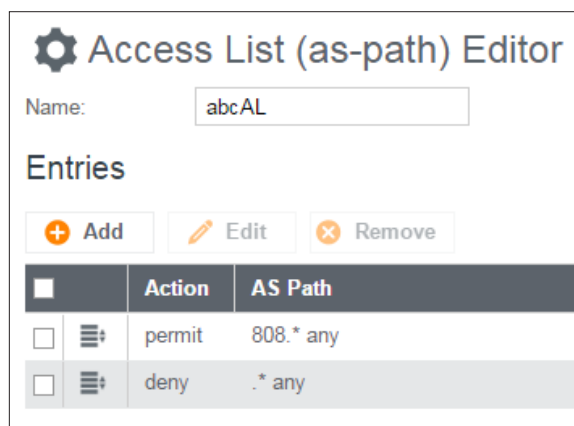 Access List (as-path) Editor
Name: abcAL
Entries
Add Edit Remove
Action AS Path
permit 808.* any
deny .* any